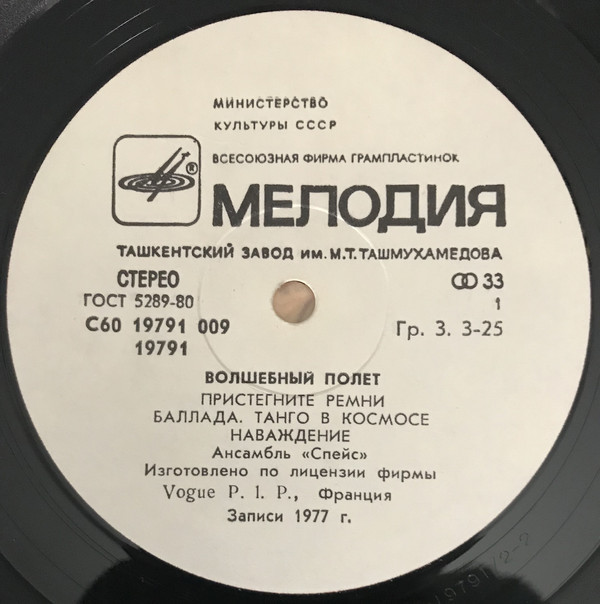 МИНИСТЕРСТВО
КУЛЬТУРЫ СССР
ВСЕСОЮЗНАЯ ФИРМА ГРАМПЛАСТИНОК
®
МЕЛОДИЯ
ТАШКЕНТСКИЙ ЗАВОД ИМ. М.Т. ТАШМУХАМЕДОВА
СТЕРЕО
33
ГОСТ 5289-80
1
С60 19791 009
Гр. 3. 3-25
19791
ВОЛШЕБНЫЙ ПОЛЕТ
ПРИСТЕГНИТЕ РЕМНИ
БАЛЛАДА. ТАНГО В КОСМОСЕ
НАВАЖДЕНИЕ
Ансамбль «Спейс»
Изготовлено по лицензии фирмы
Vogue P. I. P., Франция
Записи 1977 г.